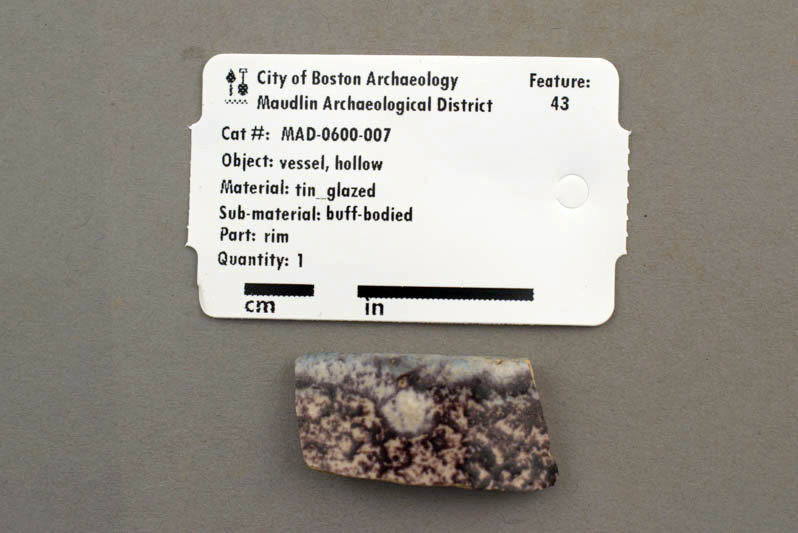 City of Boston Archaeology
Maudlin Archaeological District
Feature:
43
Cat #: MAD-0600-007
Object: vessel, hollow
Material: tin_glazed
Sub-material: buff-bodied
Part: rim
Quantity: 1
cm
in